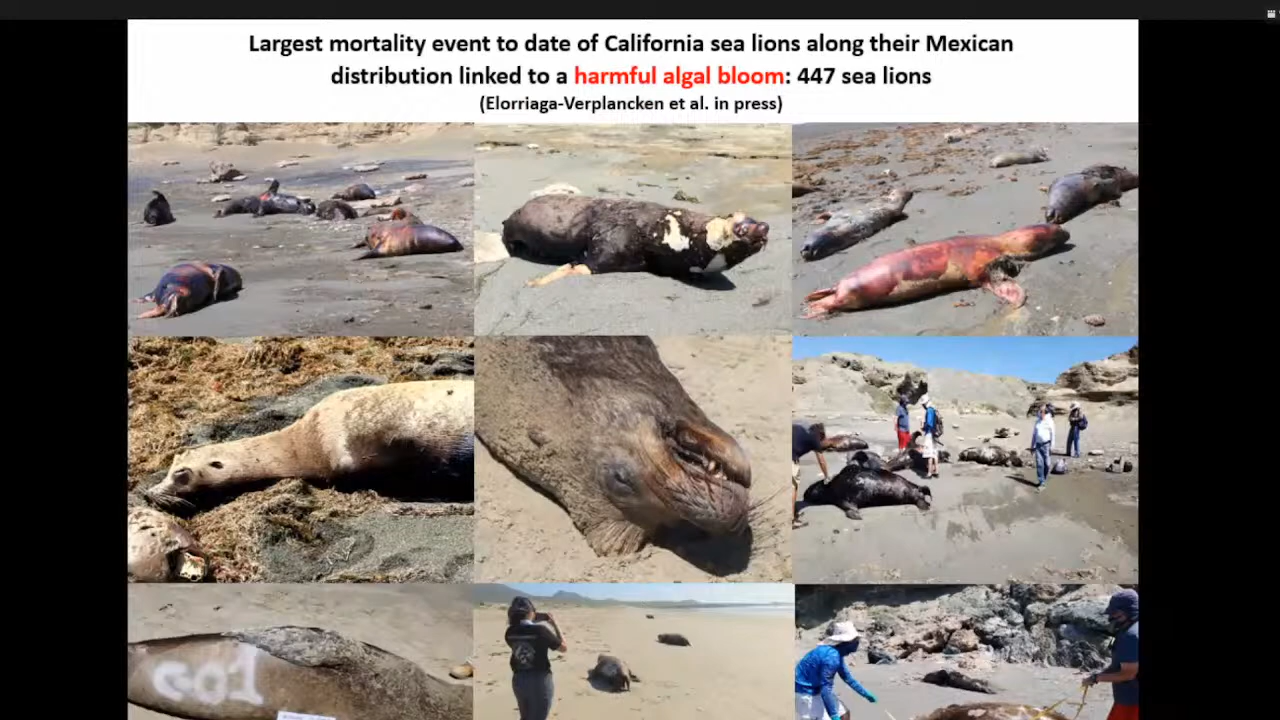 Largest mortality event to date of California sea lions along their Mexican
distribution linked to a harmful algal bloom: 447 sea lions
(Elorriaga-Verplancken et al. in press)
G01